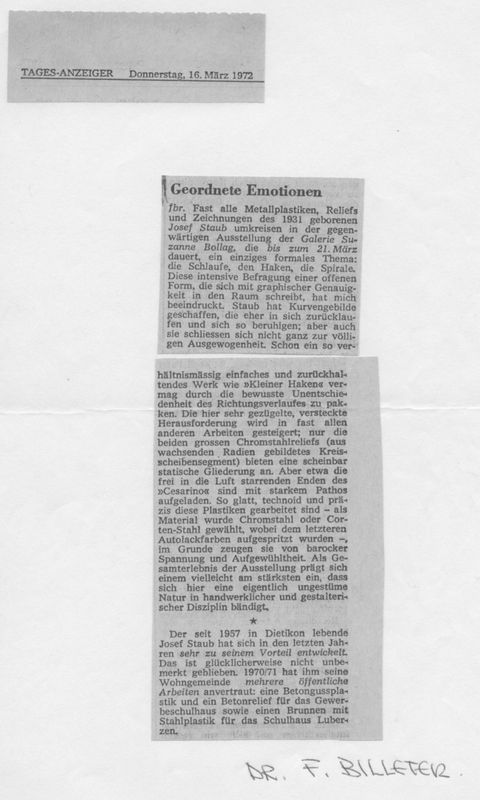 TAGES-ANZEIGER Donnerstag, 16. März 1972
Geordnete Emotionen
fbr. Fast alle Metallplastiken, Reliefs
und Zeichnungen des 1931 geborenen
Josef Staub umkreisen in der gegen-
wärtigen Ausstellung der Galerie Su-
zanne Bollag, die bis zum 21. März
dauert, ein einziges formales Thema:
die Schlaufe, den Haken, die Spirale.
Diese intensive Befragung einer offenen
Form, die sich mit graphischer Genauig-
keit in den Raum schreibt, hat mich
beeindruckt. Staub hat Kurvengebilde
geschaffen, die eher in sich zurücklau-
fen und sich so beruhigen; aber auch
sie schliessen sich nicht ganz zur völli-
gen Ausgewogenheit. Schon ein so ver-
hältnismässig einfaches und zurückhal-
tendes Werk wie »Kleiner Haken« ver-
mag durch die bewusste Unentschie-
denheit des Richtungsverlaufes zu pak-
ken. Die hier sehr gezügelte, versteckte
Herausforderung wird in fast allen
anderen Arbeiten gesteigert; nur die
beiden grossen Chromstahlreliefs (aus
wachsenden Radien gebildetes Kreis-
scheibensegment) bieten eine scheinbar
statische Gliederung an. Aber etwa die
frei in die Luft starrenden Enden des
»Cesarino« sind mit starkem Pathos
aufgeladen. So glatt, technoid und prä-
zis diese Plastiken gearbeitet sind – als
Material wurde Chromstahl oder Cor-
ten-Stahl gewählt, wobei dem letzteren
Autolackfarben aufgespritzt wurden –,
im Grunde zeugen sie von barocker
Spannung und Aufgewühltheit. Als Ge-
samterlebnis der Ausstellung prägt sich
einem vielleicht am stärksten ein, dass
sich hier eine eigentlich ungestüme
Natur in handwerklicher und gestalteri-
scher Disziplin bändigt.
★
Der seit 1957 in Dietikon lebende
Josef Staub hat sich in den letzten Jah-
ren sehr zu seinem Vorteil entwickelt.
Das ist glücklicherweise nicht unbe-
merkt geblieben. 1970/71 hat ihm seine
Wohngemeinde mehrere öffentliche
Arbeiten anvertraut: eine Betongusspla-
stik und ein Betonrelief für das Gewer-
beschulhaus sowie einen Brunnen mit
Stahlplastik für das Schulhaus Luber-
zen.
DR. F. BILLETER